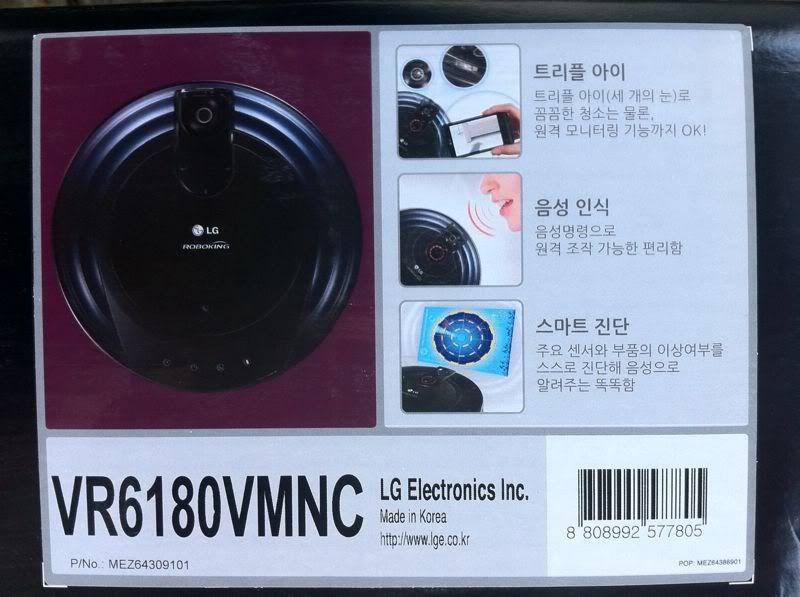 LG
ROBOKING
트리플 아이
트리플 아이(세 개의 눈)로
꼼꼼한 청소는 물론,
원격 모니터링 기능까지 OK!
LG
음성 인식
음성명령으로
원격 조작 가능한 편리함
스마트 진단
주요 센서와 부품의 이상여부를
스스로 진단해 음성으로
알려주는 똑똑함
VR6180VMNC
LG Electronics Inc.
Made in Korea
http://www.lge.co.kr
P/No.: MEZ64309101
8 808992 577805
POP: MEZ64386901